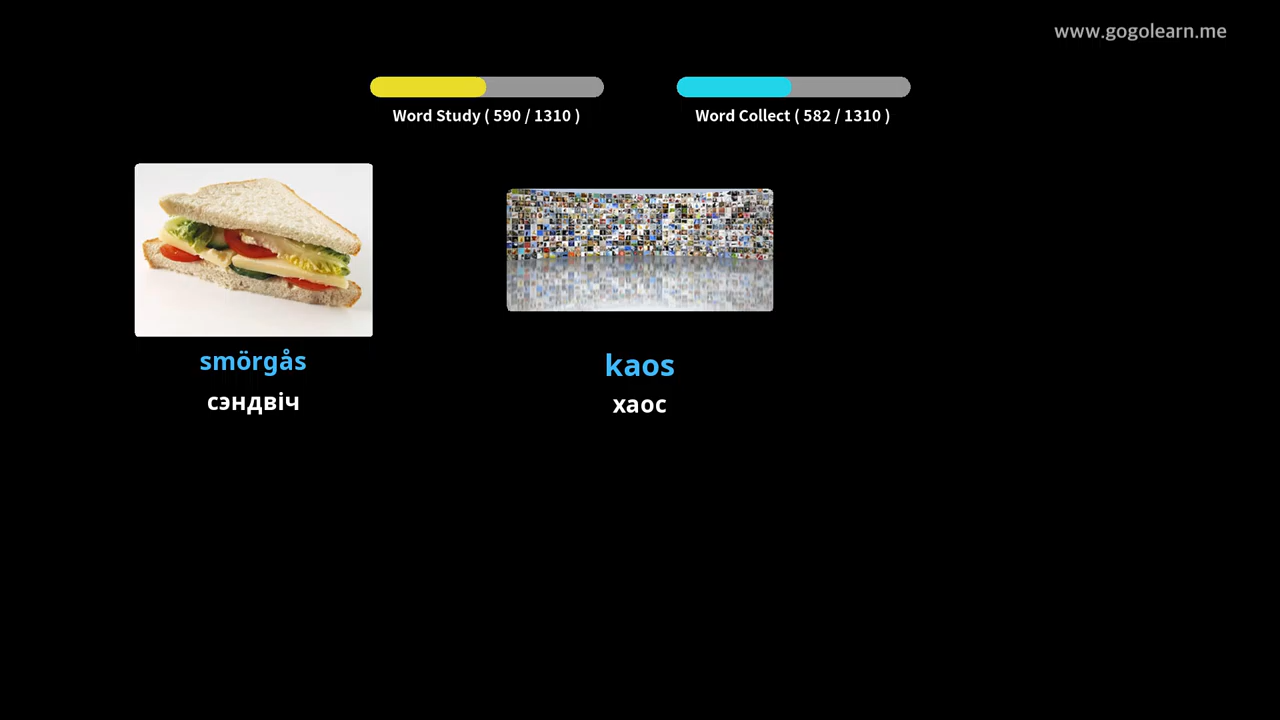 www.gogolearn.me
Word Study ( 590 / 1310 )
Word Collect ( 582 / 1310 )
smörgås
сэндвіч
kaos
хаос